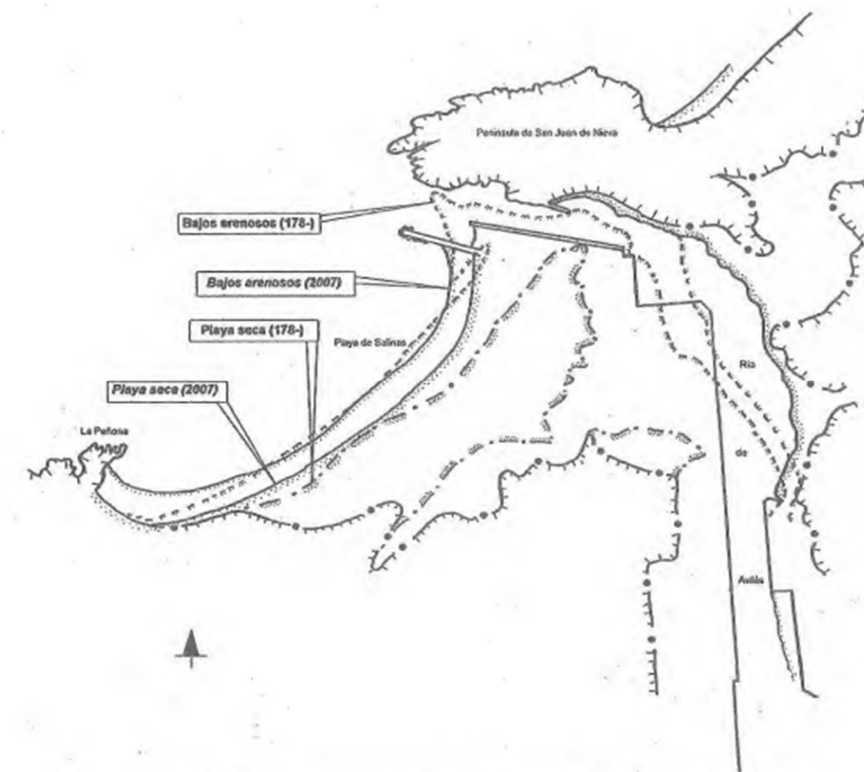 Península de San Juan de Nieva
Bajos arenosos (178-)
Bajos arenosos (2007)
Playa seca (178-)
Playa de Salinas
Playa seca (2007)
La Peñona
Ría
de
Avilés